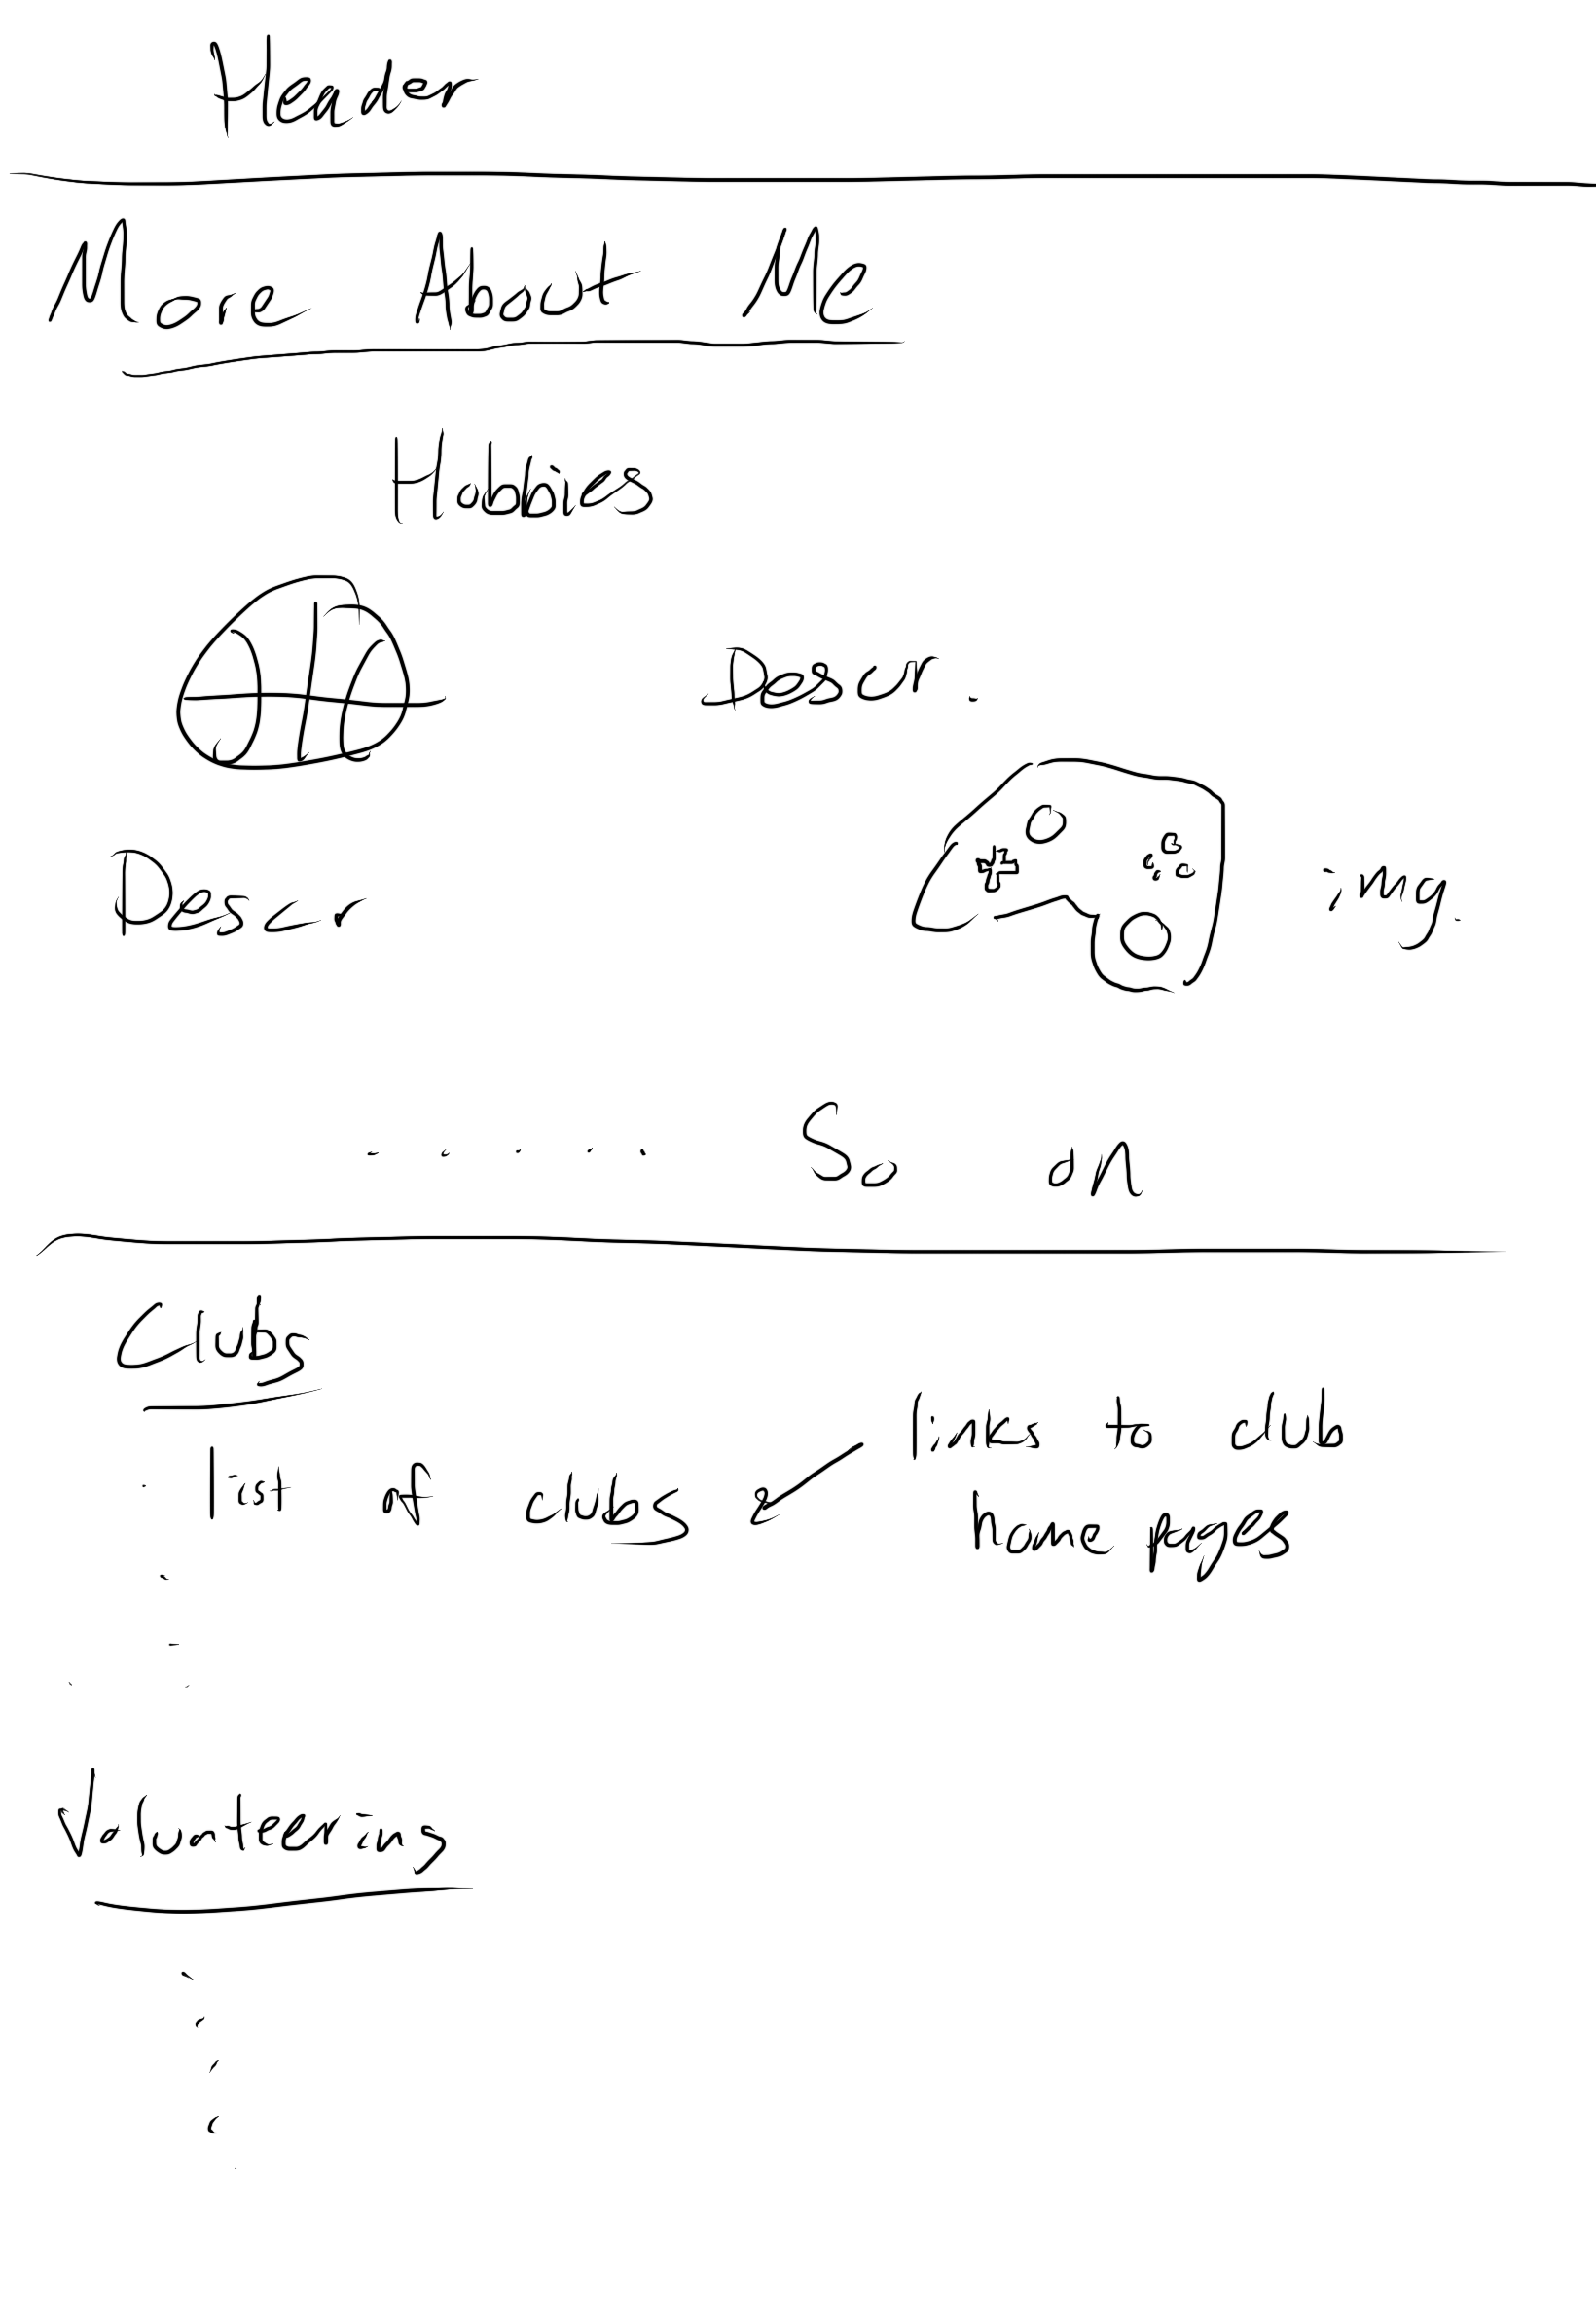 Header
More About Me
Hobbies
Descr.
Descr
img.
..... So on
Clubs
· list of clubs &
links to club
home pages
Volunteering